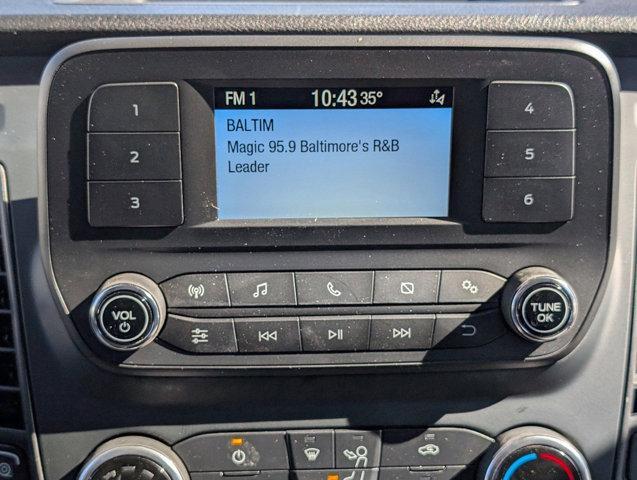 FM 1 10:43 35°
BALTIM
Magic 95.9 Baltimore's R&B
Leader
1
2
3
4
5
6
VOL
TUNE
OK